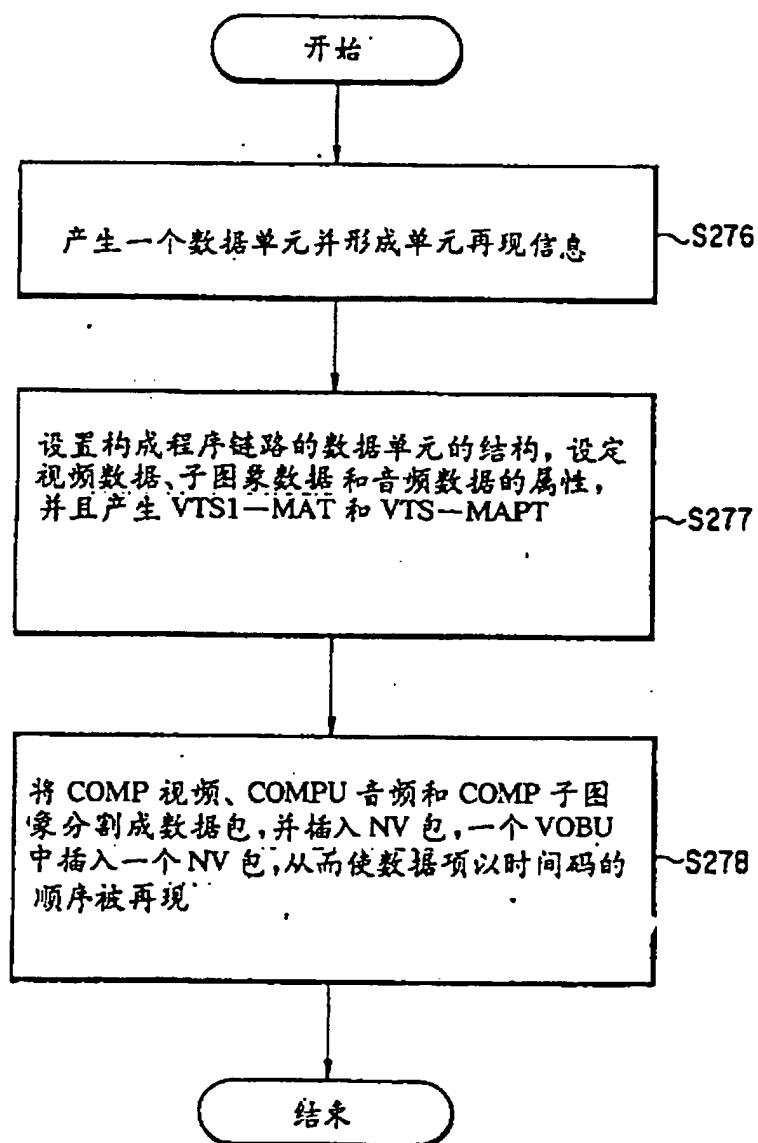 开始
产生一个数据单元并形成单元再现信息
~S276
设置构成程序链路的数据单元的结构，设定
视频数据、子图象数据和音频数据的属性，
并且产生 VTS1—MAT 和 VTS—MAPT
~S277
将 COMP 视频、COMPU 音频和 COMP 子图
象分割成数据包，并插入 NV 包，一个 VOBU
中插入一个 NV 包，从而使数据项以时间码的
顺序被再现
~S278
结束